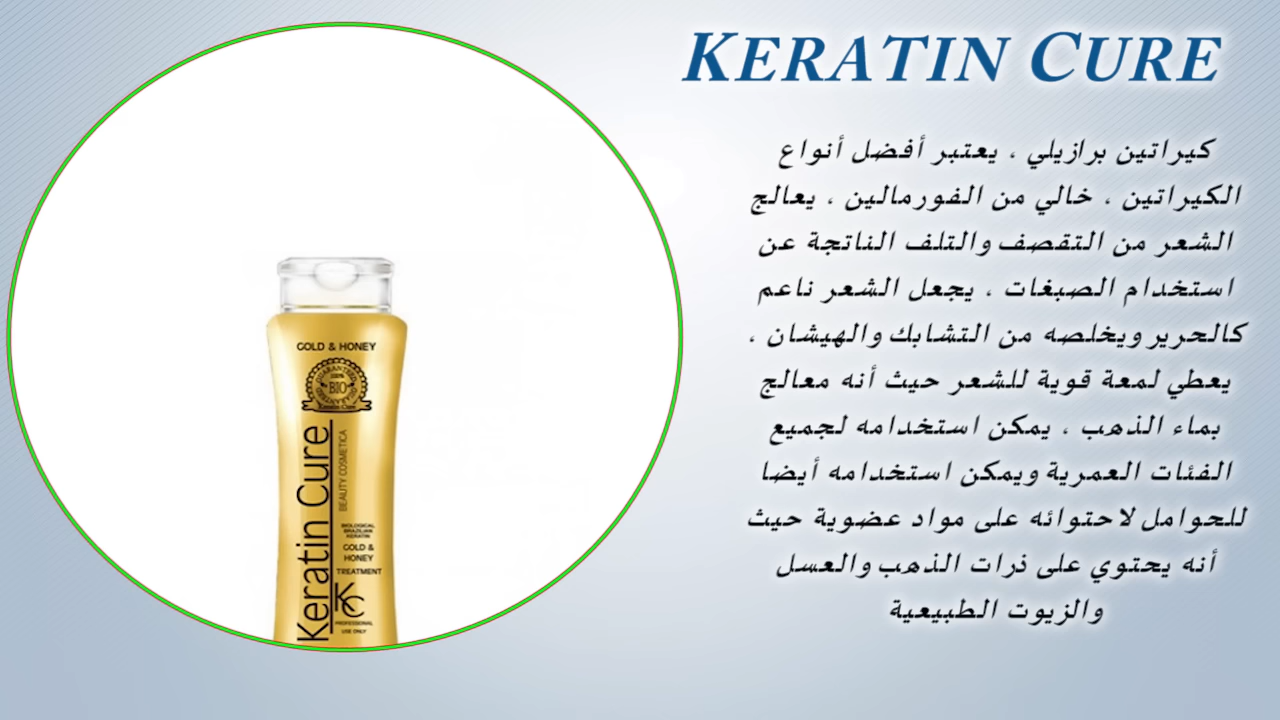 KERATIN CURE
كيراتين برازيلي ، يعتبر أفضل أنواع
الكيراتين ، خالي من الفورمالين ، يعالج
الشعر من التقصف والتلف الناتجة عن
استخدام الصبغات ، يجعل الشعر ناعم
كالحرير ويخلصه من التشابك والهيشان ،
يعطي لمعة قوية للشعر حيث أنه معالج
بماء الذهب ، يمكن استخدامه لجميع
الفئات العمرية ويمكن استخدامه أيضا
للحوامل لاحتوائه على مواد عضوية حيث
أنه يحتوي على ذرات الذهب والعسل
والزيوت الطبيعية
GOLD & HONEY
GUARANTEED
100%
BIO
Keratin Cure
Keratin Cure
BEAUTY COSMETICA
BIOLOGICAL
BRAZILIAN
KERATIN
GOLD &
HONEY
TREATMENT
KC
PROFESSIONAL
USE ONLY